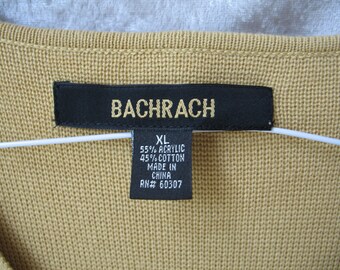 BACHRACH
XL
55% ACRYLIC
45% COTTON
MADE IN
CHINA
RN# 60307